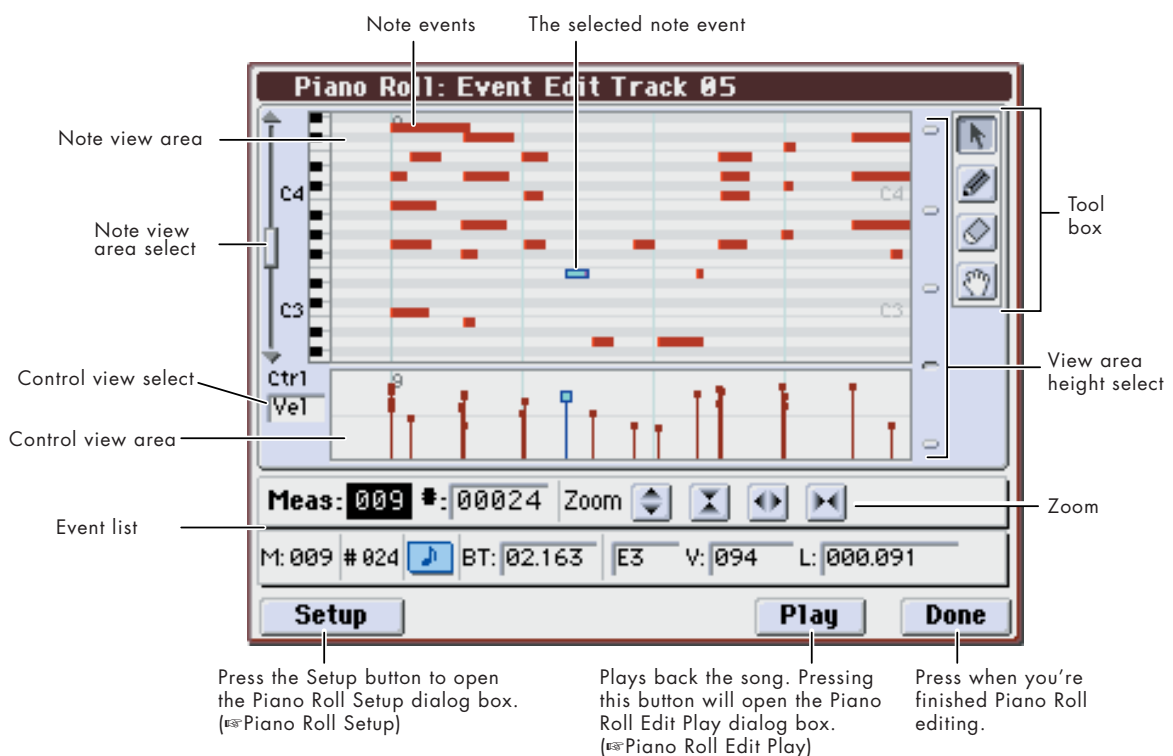 Note events
The selected note event
Piano Roll: Event Edit Track 05
Note view area
9
C4
C4
Tool
box
Note view
area select
C3
C3
View area
height select
Control view select
Ctrl
Vel
9
Control view area
Meas: 009 #: 00024 Zoom
Zoom
Event list
M: 009 # 024 ♪ BT: 02.163 E3 V: 094 L: 000.091
Setup Play Done
Press the Setup button to open
the Piano Roll Setup dialog box.
(☞Piano Roll Setup)
Plays back the song. Pressing
this button will open the Piano
Roll Edit Play dialog box.
(☞Piano Roll Edit Play)
Press when you’re
finished Piano Roll
editing.